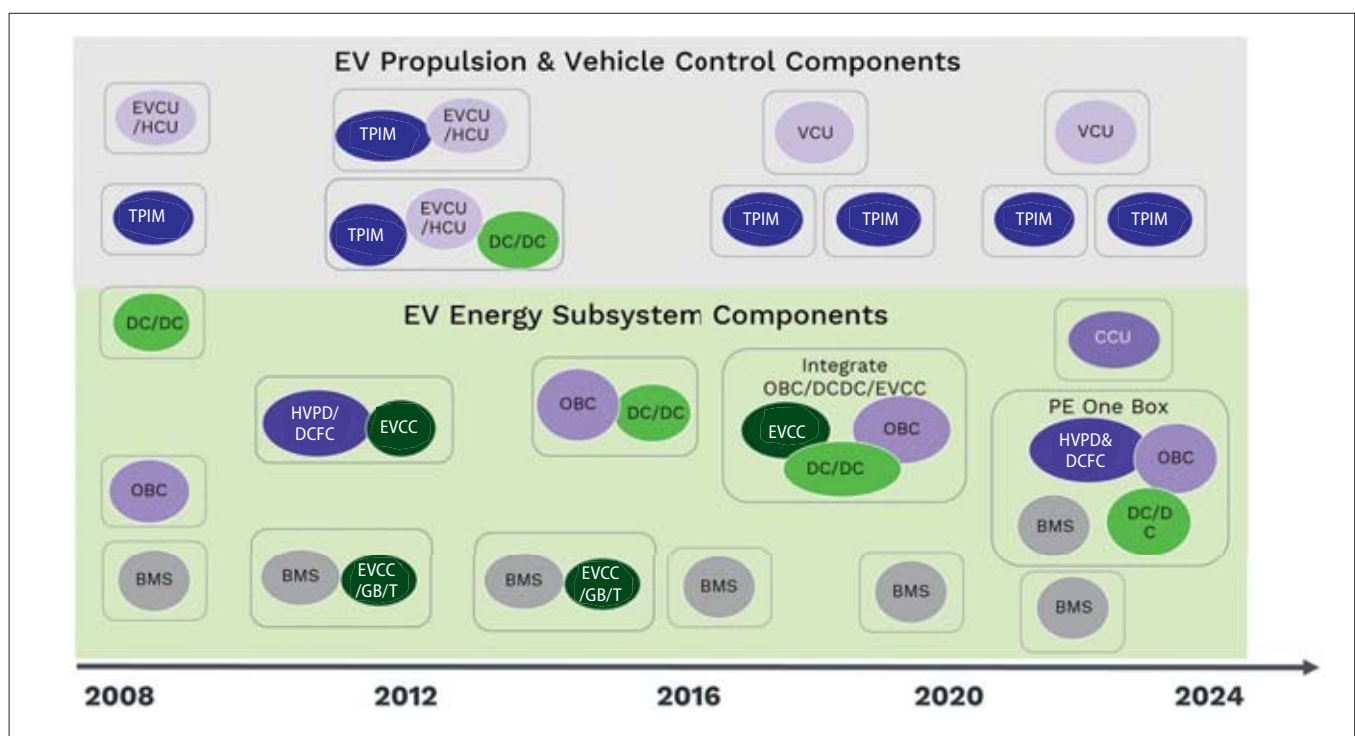 EV Propulsion & Vehicle Control Components
EVCU
/HCU
TPIM
EVCU
/HCU
VCU
VCU
TPIM
TPIM
EVCU
/HCU
DC/DC
TPIM
TPIM
TPIM
TPIM
EV Energy Subsystem Components
DC/DC
HVPD/
DCFC
EVCC
OBC
DC/DC
Integrate
OBC/DCDC/EVCC
EVCC
OBC
DC/DC
CCU
PE One Box
HVPD&
DCFC
OBC
BMS
DC/D
C
OBC
BMS
BMS
EVCC
/GB/T
BMS
EVCC
/GB/T
BMS
BMS
BMS
2008
2012
2016
2020
2024